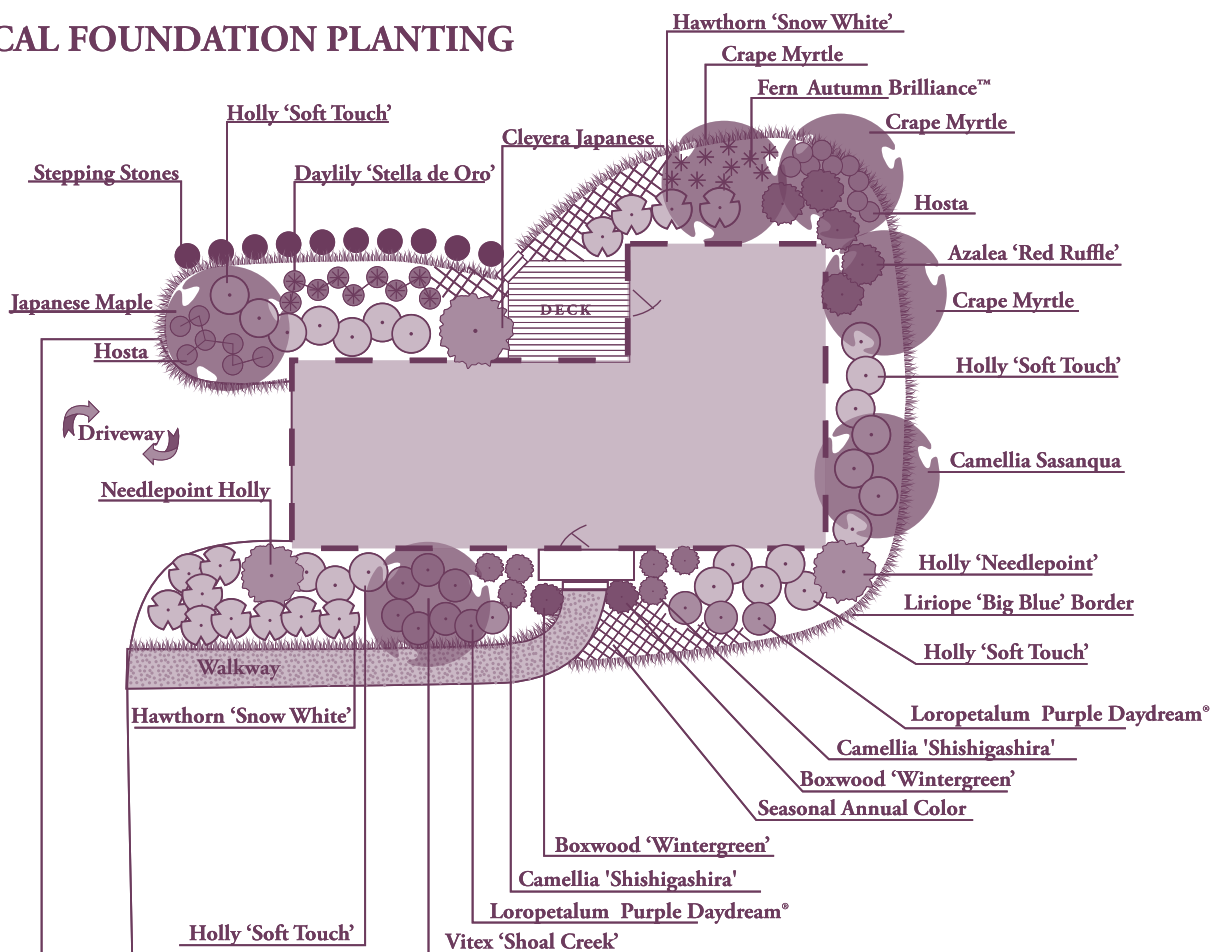 CAL FOUNDATION PLANTING
Hawthorn ‘Snow White’
Crape Myrtle
Fern Autumn Brilliance™
Holly ‘Soft Touch’
Crape Myrtle
Cleyera Japanese
Stepping Stones
Daylily ‘Stella de Oro’
Hosta
Azalea ‘Red Ruffle’
Japanese Maple
Crape Myrtle
DECK
Hosta
Holly ‘Soft Touch’
Driveway
Camellia Sasanqua
Needlepoint Holly
Holly ‘Needlepoint’
Liriope ‘Big Blue’ Border
Holly ‘Soft Touch’
Walkway
Hawthorn ‘Snow White’
Loropetalum Purple Daydream®
Camellia 'Shishigashira'
Boxwood ‘Wintergreen’
Seasonal Annual Color
Boxwood ‘Wintergreen’
Camellia 'Shishigashira'
Loropetalum Purple Daydream®
Holly ‘Soft Touch’
Vitex ‘Shoal Creek’